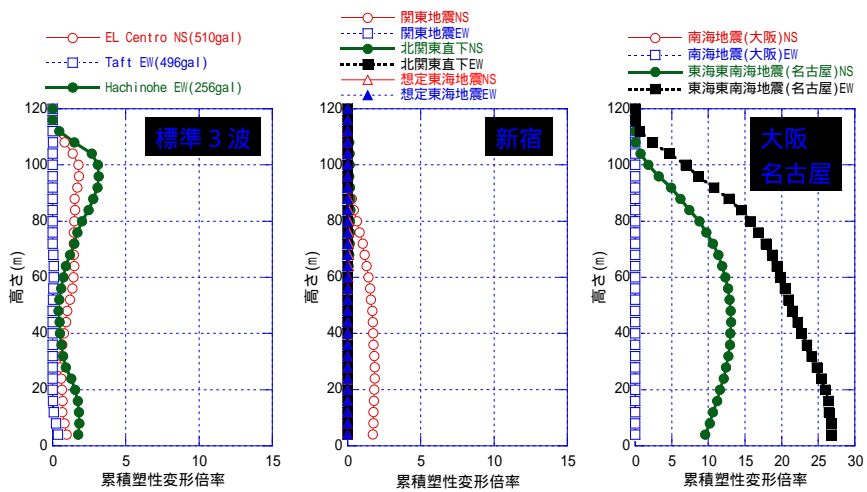 EL Centro NS(510gal)
Taft EW(496gal)
Hachinohe EW(256gal)
標準3波
高さ(m)
120
100
80
60
40
20
0
0 5 10 15
累積塑性変形倍率
関東地震NS
関東地震EW
北関東直下NS
北関東直下EW
想定東海地震NS
想定東海地震EW
新宿
高さ(m)
120
100
80
60
40
20
0
0 5 10 15
累積塑性変形倍率
南海地震(大阪)NS
南海地震(大阪)EW
東海東南海地震(名古屋)NS
東海東南海地震(名古屋)EW
大阪
名古屋
高さ(m)
120
100
80
60
40
20
0
0 5 10 15 20 25 30
累積塑性変形倍率